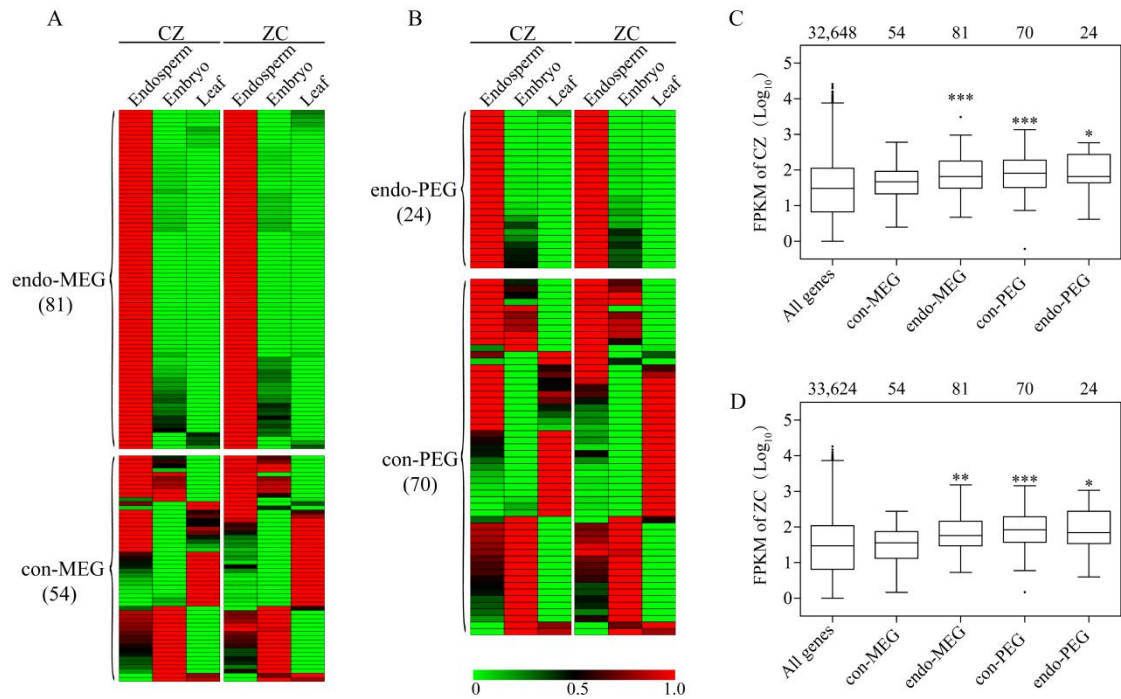 A
CZ ZC
Endosperm Embryo Leaf Endosperm Embryo Leaf
endo-MEG
(81)
con-MEG
(54)
B
CZ ZC
Endosperm Embryo Leaf Endosperm Embryo Leaf
endo-PEG
(24)
con-PEG
(70)
0 0.5 1.0
C
32,648 54 81 70 24
FPKM of CZ (Log10)
5
4
3
2
1
0
*** *** *
All genes con-MEG endo-MEG con-PEG endo-PEG
D
33,624 54 81 70 24
FPKM of ZC (Log10)
5
4
3
2
1
0
** *** *
All genes con-MEG endo-MEG con-PEG endo-PEG